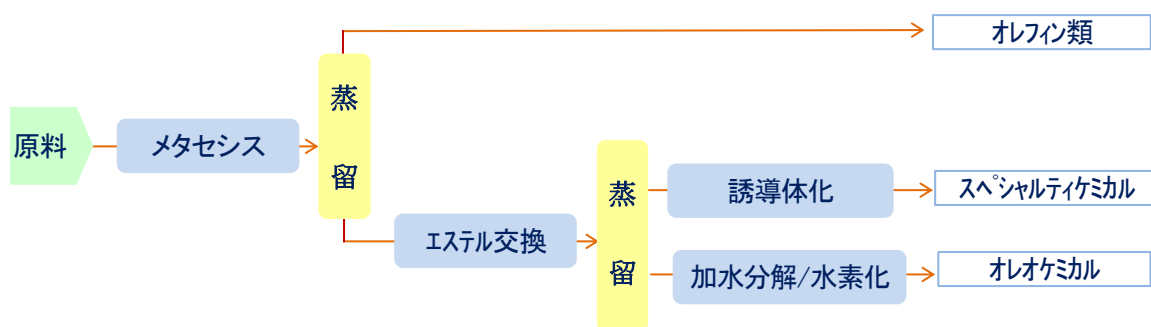 オレフィン類
蒸留
原料
メタセシス
蒸留
誘導体化
スペシャルティケミカル
エステル交換
加水分解/水素化
オレオケミカル